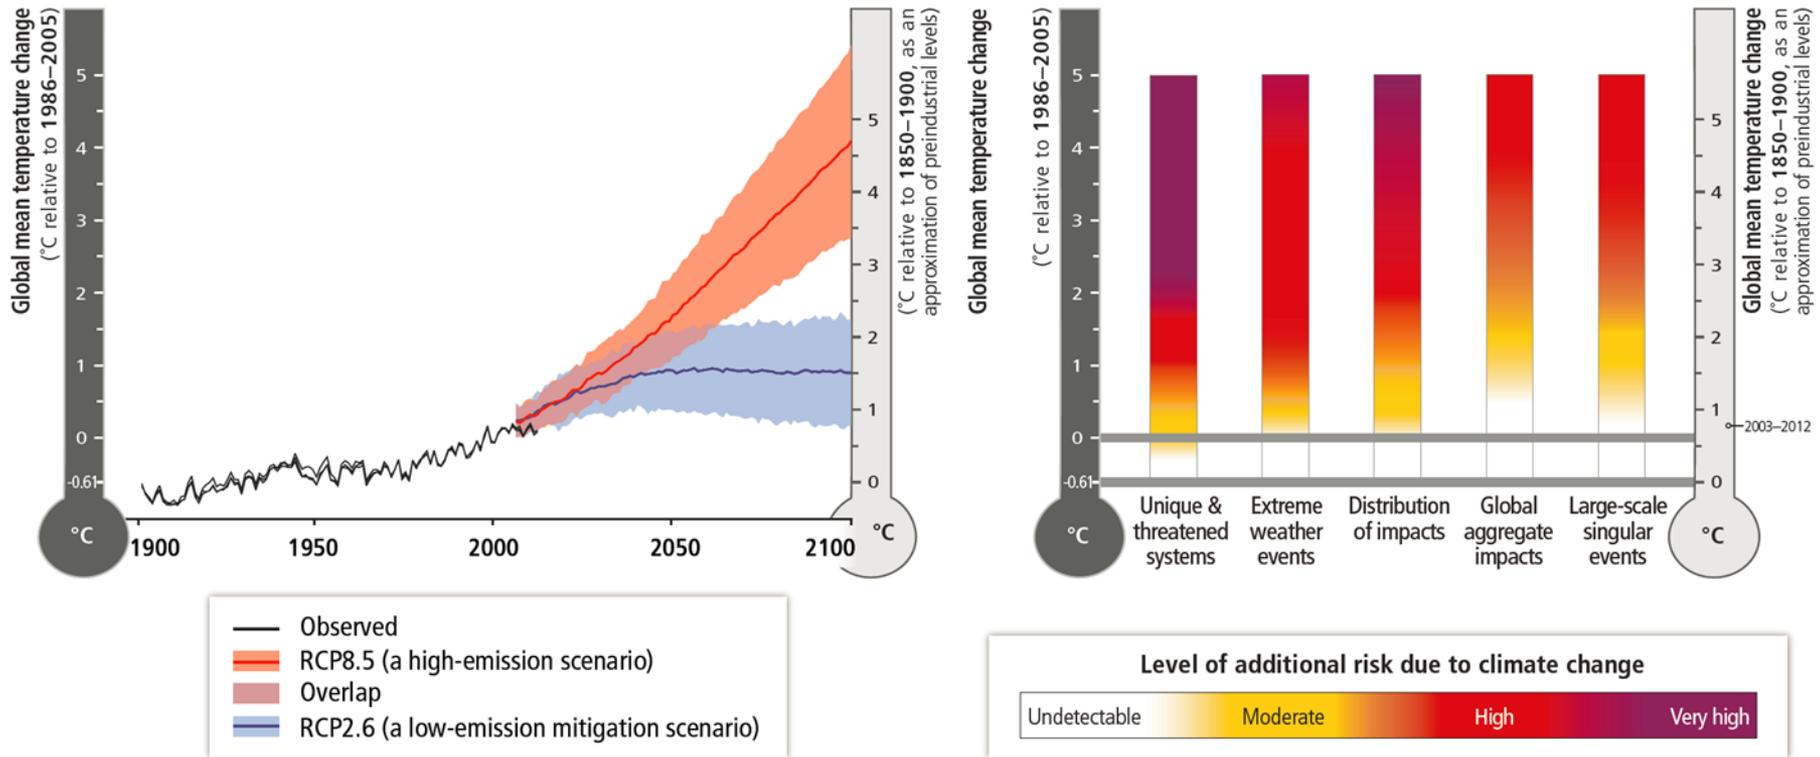 Global mean temperature change
(°C relative to 1986–2005)
5
4
3
2
1
0
-0.61
°C
1900
1950
2000
2050
2100
5
4
3
2
1
0
°C
(°C relative to 1850–1900, as an
approximation of preindustrial levels)
Observed
RCP8.5 (a high-emission scenario)
Overlap
RCP2.6 (a low-emission mitigation scenario)
Global mean temperature change
(°C relative to 1986–2005)
5
4
3
2
1
0
-0.61
°C
Unique &
threatened
systems
Extreme
weather
events
Distribution
of impacts
Global
aggregate
impacts
Large-scale
singular
events
5
4
3
2
1
0
°C
2003–2012
Global mean temperature change
(°C relative to 1850–1900, as an
approximation of preindustrial levels)
Level of additional risk due to climate change
Undetectable Moderate High Very high